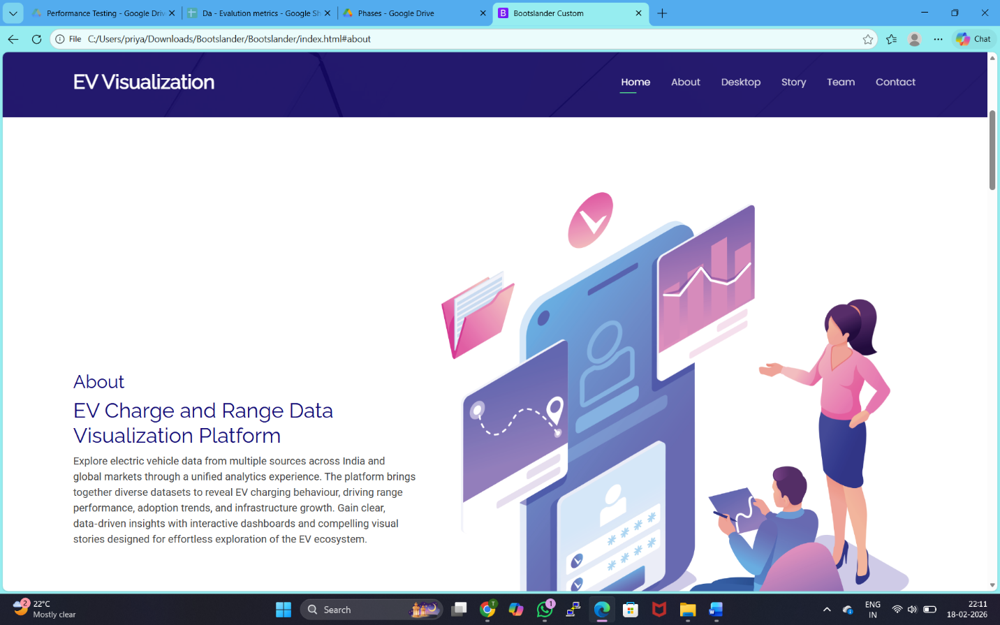 Performance Testing - Google Driv
Da - Evalution metrics - Google Sh
Phases - Google Drive
Bootslander Custom
File C:/Users/priya/Downloads/Bootslander/Bootslander/index.html#about
Chat
EV Visualization
Home
About
Desktop
Story
Team
Contact
About
EV Charge and Range Data
Visualization Platform
Explore electric vehicle data from multiple sources across India and
global markets through a unified analytics experience. The platform brings
together diverse datasets to reveal EV charging behaviour, driving range
performance, adoption trends, and infrastructure growth. Gain clear,
data-driven insights with interactive dashboards and compelling visual
stories designed for effortless exploration of the EV ecosystem.
2
22°C
Mostly clear
Search
T
1
W
ENG
IN
22:11
18-02-2026